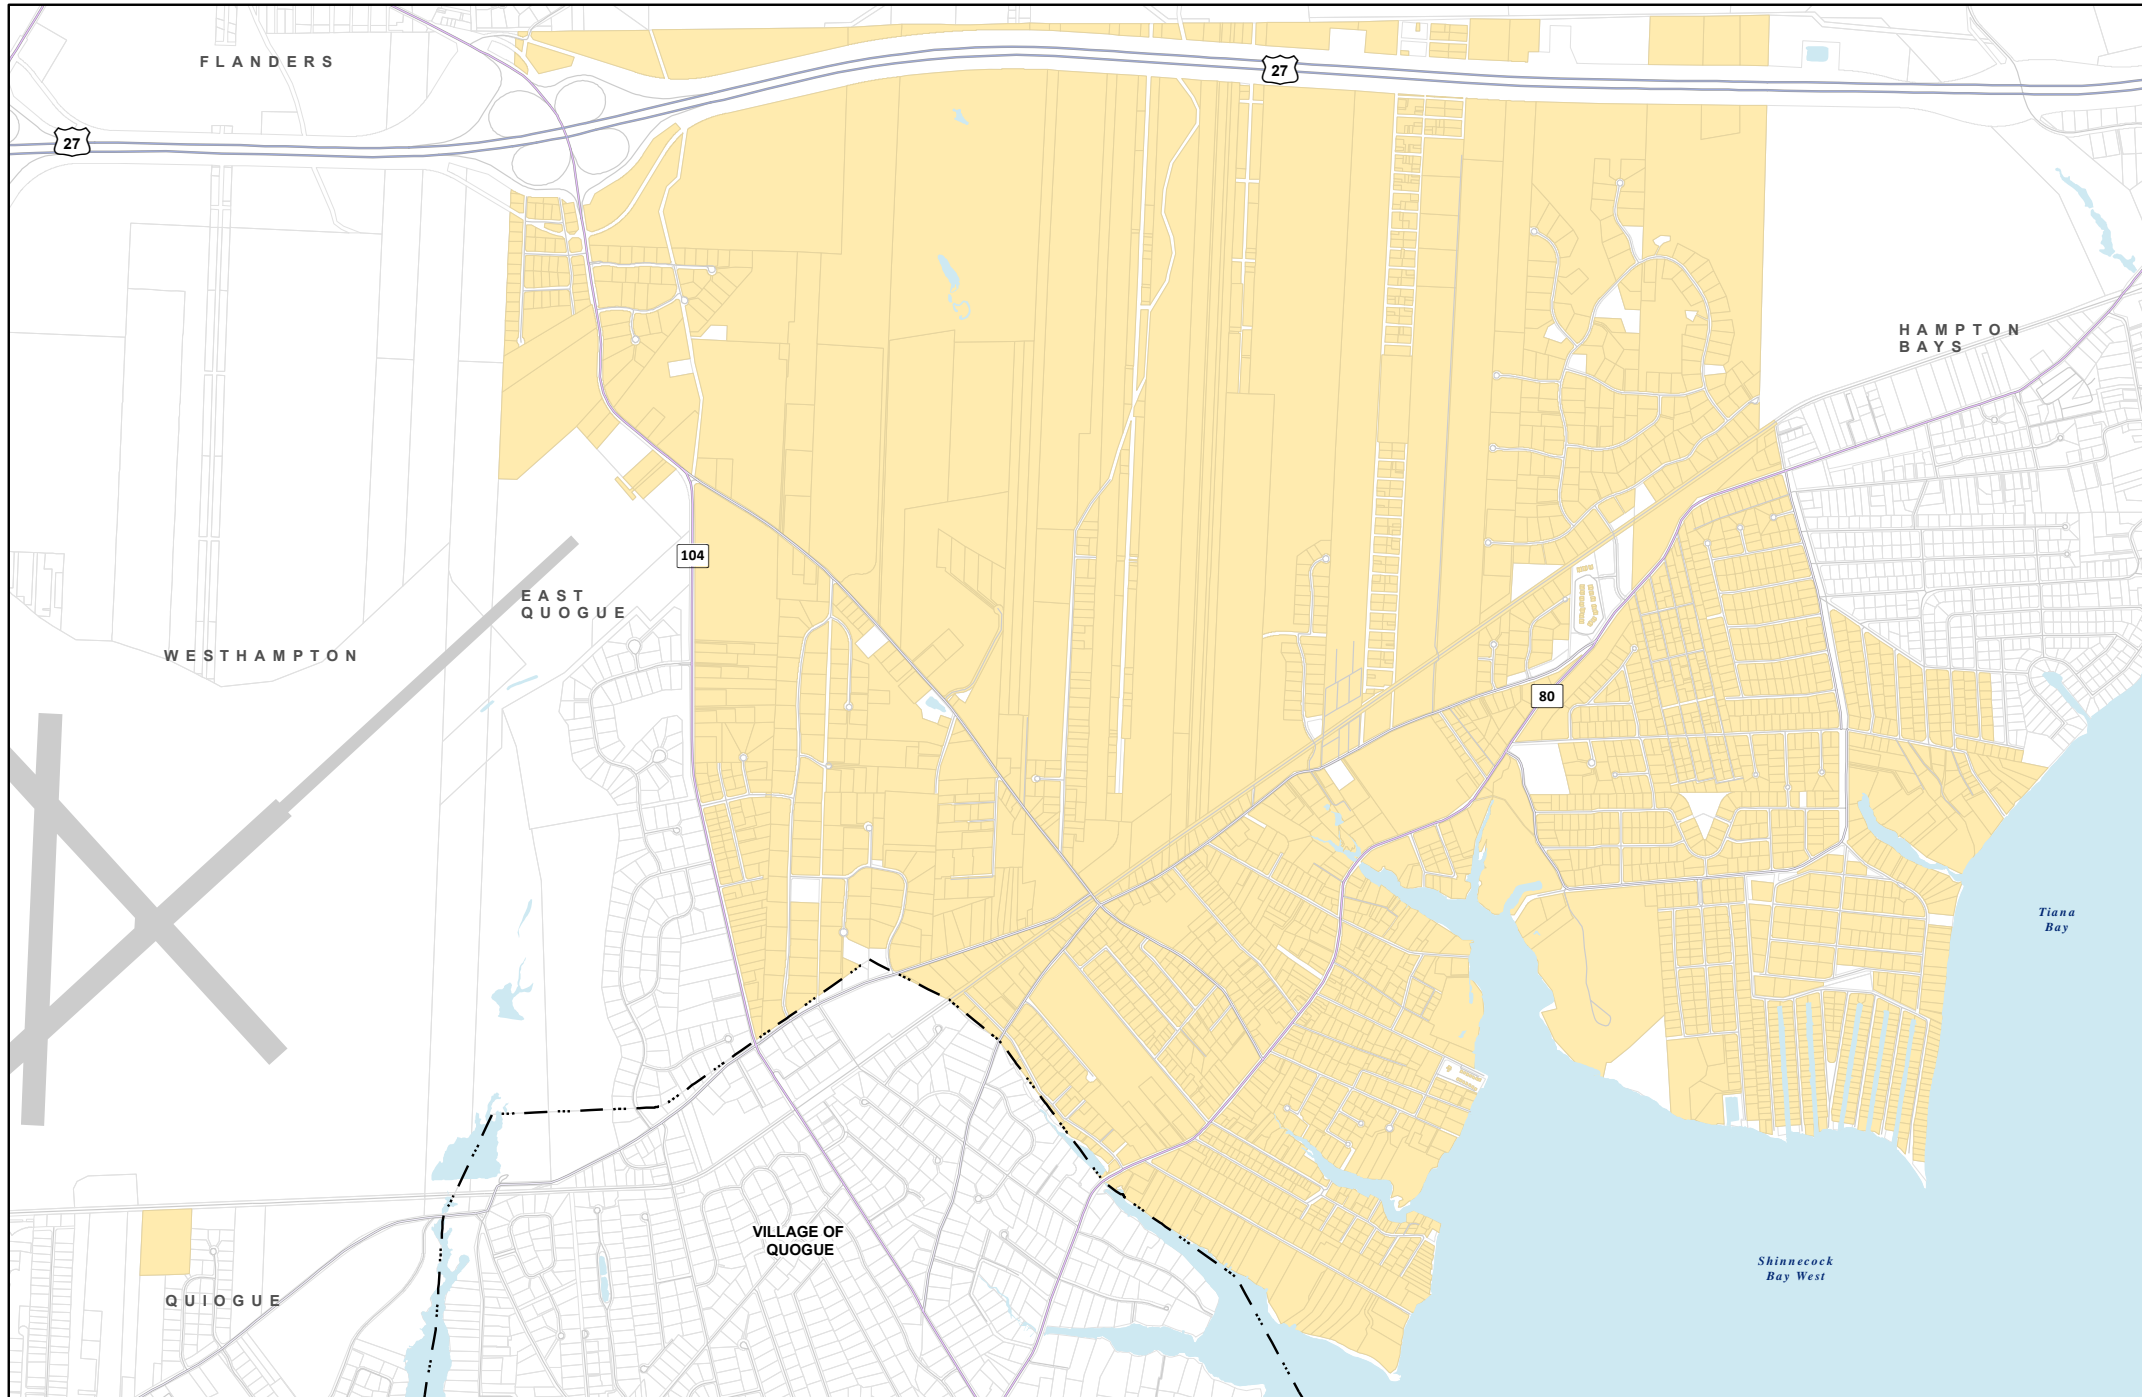 FLANDERS
27
27
HAMPTON
BAYS
104
EAST
QUOGUE
WESTHAMPTON
80
Tiana
Bay
VILLAGE OF
QUOGUE
Shinnecock
Bay West
QUIOGUE